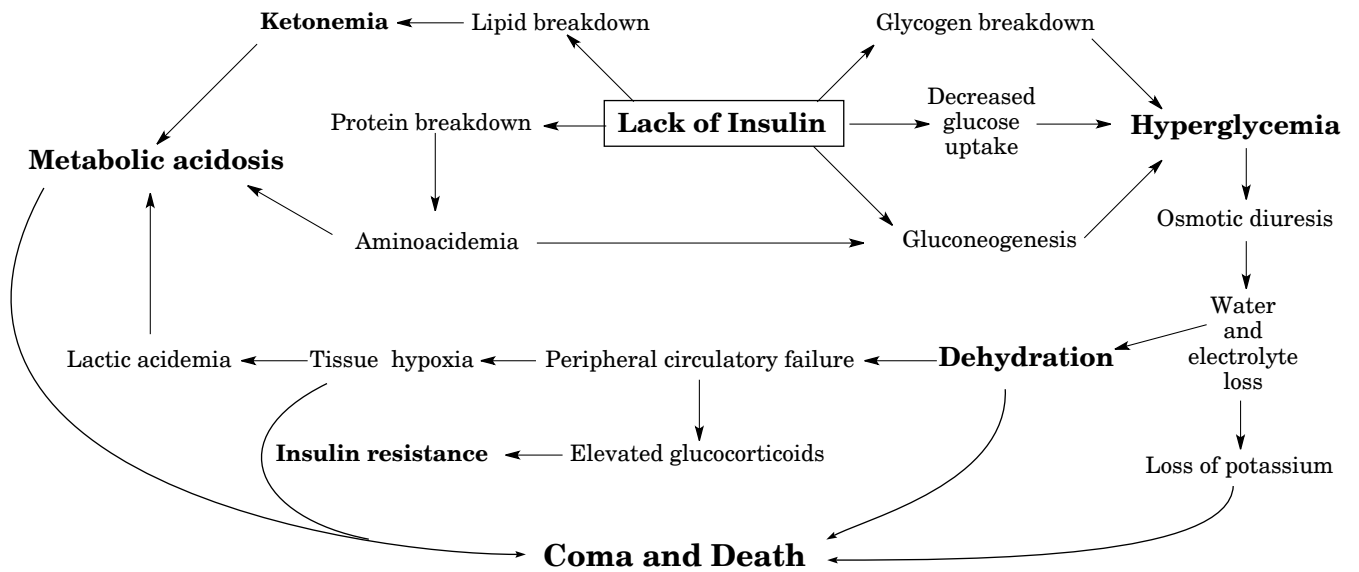 Ketonemia
Lipid breakdown
Glycogen breakdown
Protein breakdown
Lack of Insulin
Decreased
glucose
uptake
Hyperglycemia
Metabolic acidosis
Aminoacidemia
Gluconeogenesis
Osmotic diuresis
Water
and
electrolyte
loss
Lactic acidemia
Tissue hypoxia
Peripheral circulatory failure
Dehydration
Insulin resistance
Elevated glucocorticoids
Loss of potassium
Coma and Death